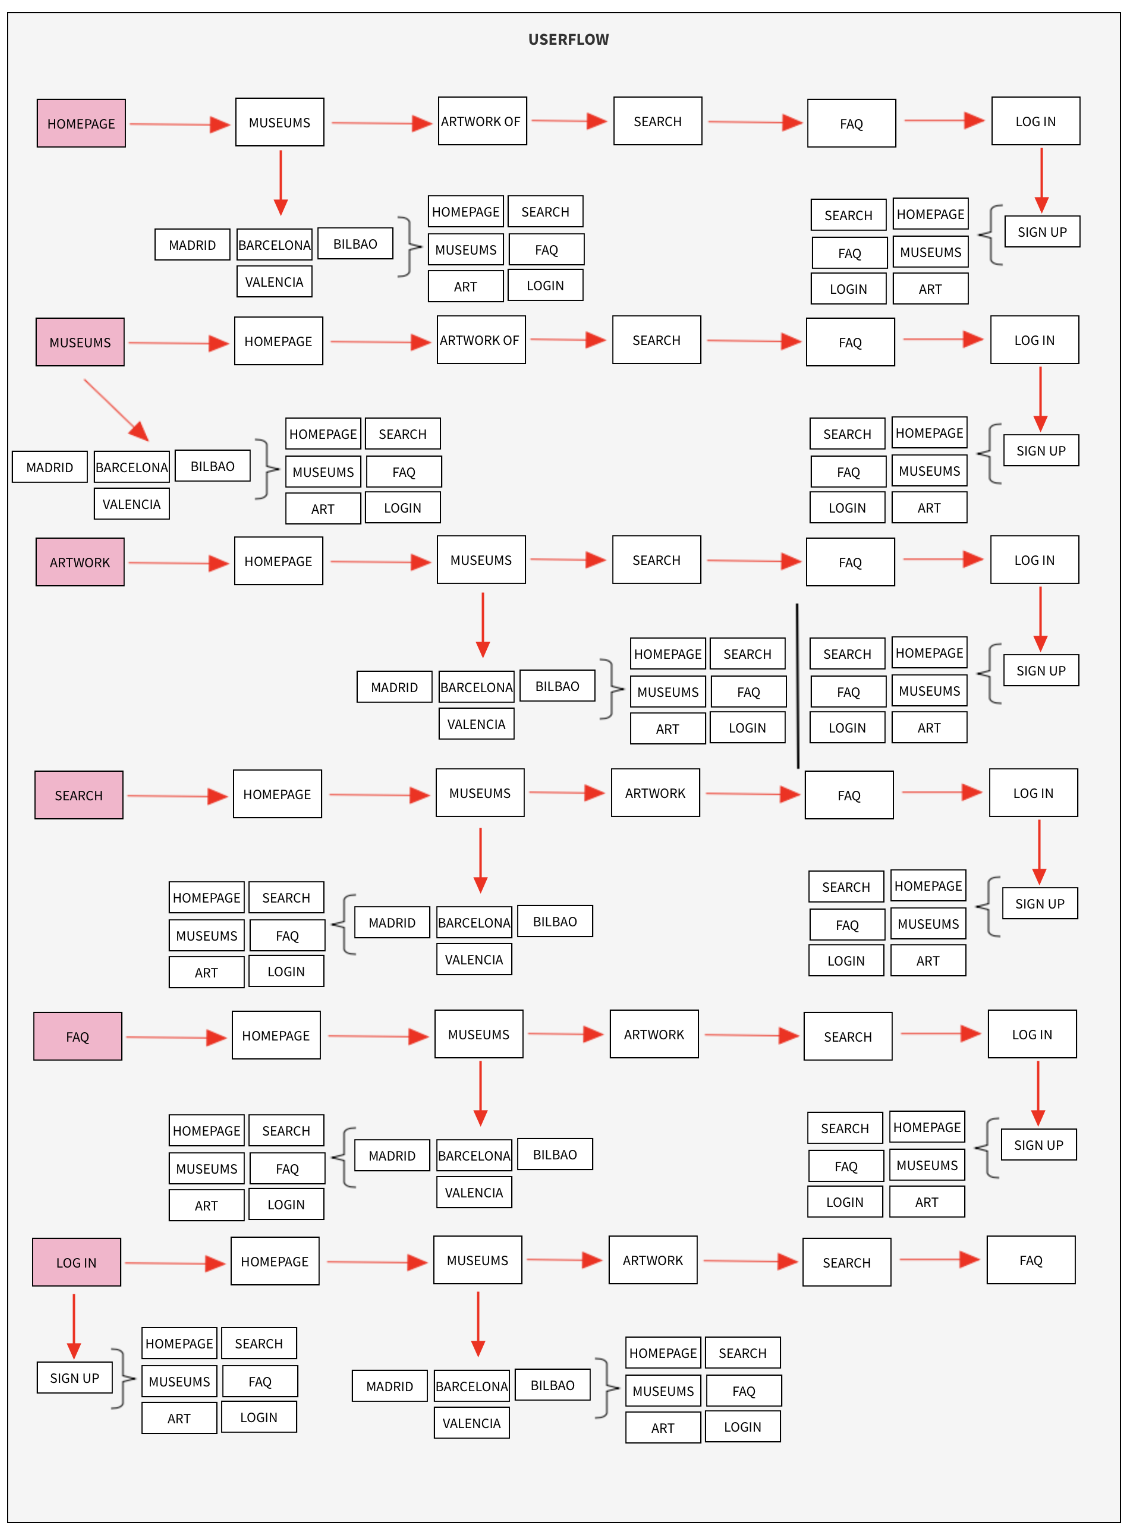 USERFLOW
HOMEPAGE
MUSEUMS
ARTWORK OF
SEARCH
FAQ
LOG IN
MADRID
BARCELONA
BILBAO
VALENCIA
HOMEPAGE
SEARCH
MUSEUMS
FAQ
ART
LOGIN
SEARCH
HOMEPAGE
FAQ
MUSEUMS
LOGIN
ART
SIGN UP
MUSEUMS
HOMEPAGE
ARTWORK OF
SEARCH
FAQ
LOG IN
MADRID
BARCELONA
BILBAO
VALENCIA
HOMEPAGE
SEARCH
MUSEUMS
FAQ
ART
LOGIN
SEARCH
HOMEPAGE
FAQ
MUSEUMS
LOGIN
ART
SIGN UP
ARTWORK
HOMEPAGE
MUSEUMS
SEARCH
FAQ
LOG IN
MADRID
BARCELONA
BILBAO
VALENCIA
HOMEPAGE
SEARCH
MUSEUMS
FAQ
ART
LOGIN
SEARCH
HOMEPAGE
FAQ
MUSEUMS
LOGIN
ART
SIGN UP
SEARCH
HOMEPAGE
MUSEUMS
ARTWORK
FAQ
LOG IN
HOMEPAGE
SEARCH
MUSEUMS
FAQ
ART
LOGIN
MADRID
BARCELONA
BILBAO
VALENCIA
SEARCH
HOMEPAGE
FAQ
MUSEUMS
LOGIN
ART
SIGN UP
FAQ
HOMEPAGE
MUSEUMS
ARTWORK
SEARCH
LOG IN
HOMEPAGE
SEARCH
MUSEUMS
FAQ
ART
LOGIN
MADRID
BARCELONA
BILBAO
VALENCIA
SEARCH
HOMEPAGE
FAQ
MUSEUMS
LOGIN
ART
SIGN UP
LOG IN
HOMEPAGE
MUSEUMS
ARTWORK
SEARCH
FAQ
SIGN UP
HOMEPAGE
SEARCH
MUSEUMS
FAQ
ART
LOGIN
MADRID
BARCELONA
BILBAO
VALENCIA
HOMEPAGE
SEARCH
MUSEUMS
FAQ
ART
LOGIN